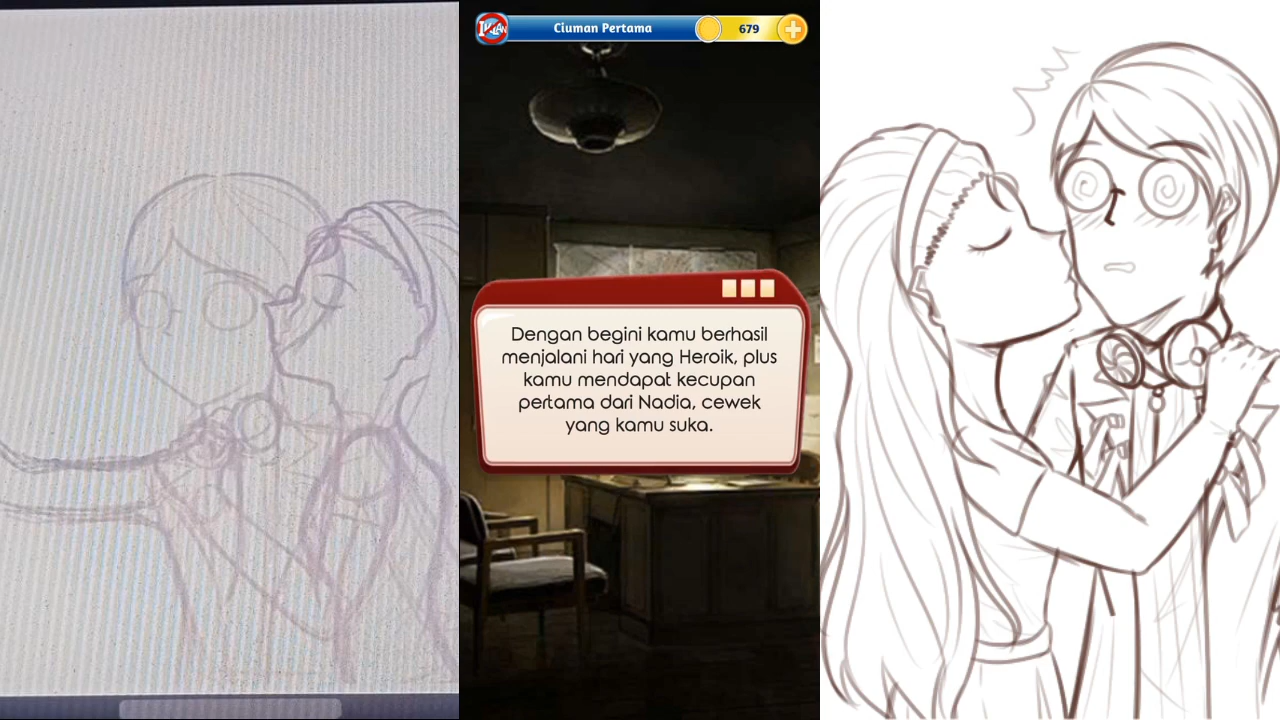 IKLAN
Ciuman Pertama
679
Dengan begini kamu berhasil
menjalani hari yang Heroik, plus
kamu mendapat kecupan
pertama dari Nadia, cewek
yang kamu suka.